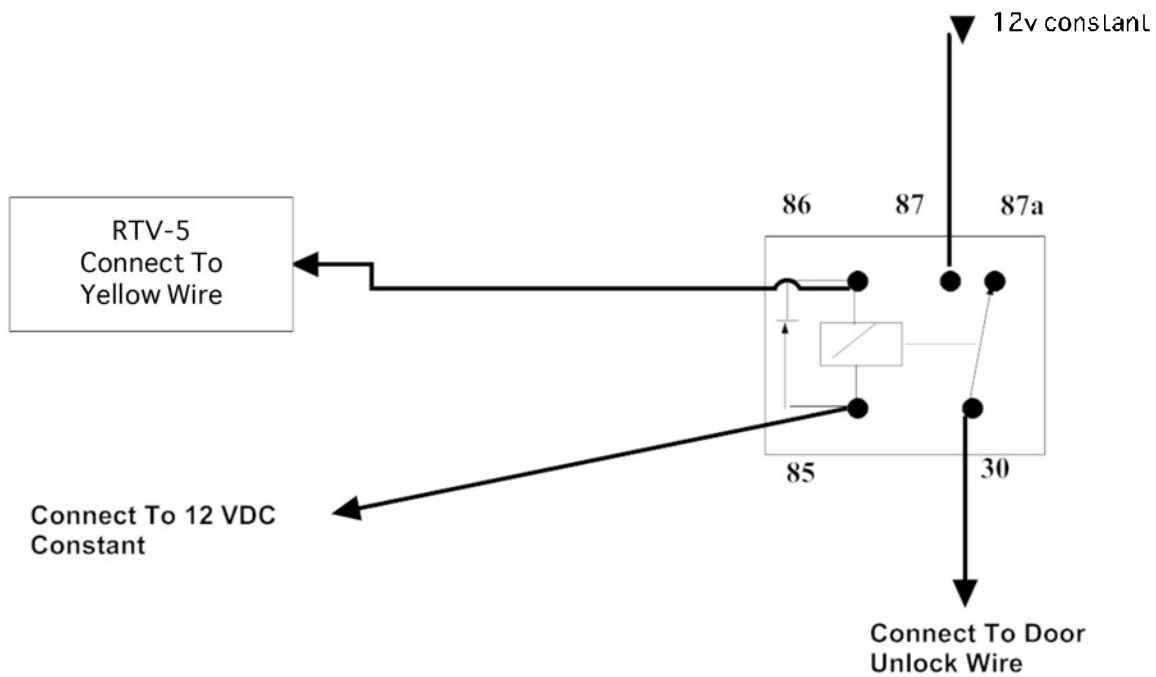 12v constant
86
87
87a
RTV-5
Connect To
Yellow Wire
85
30
Connect To 12 VDC
Constant
Connect To Door
Unlock Wire